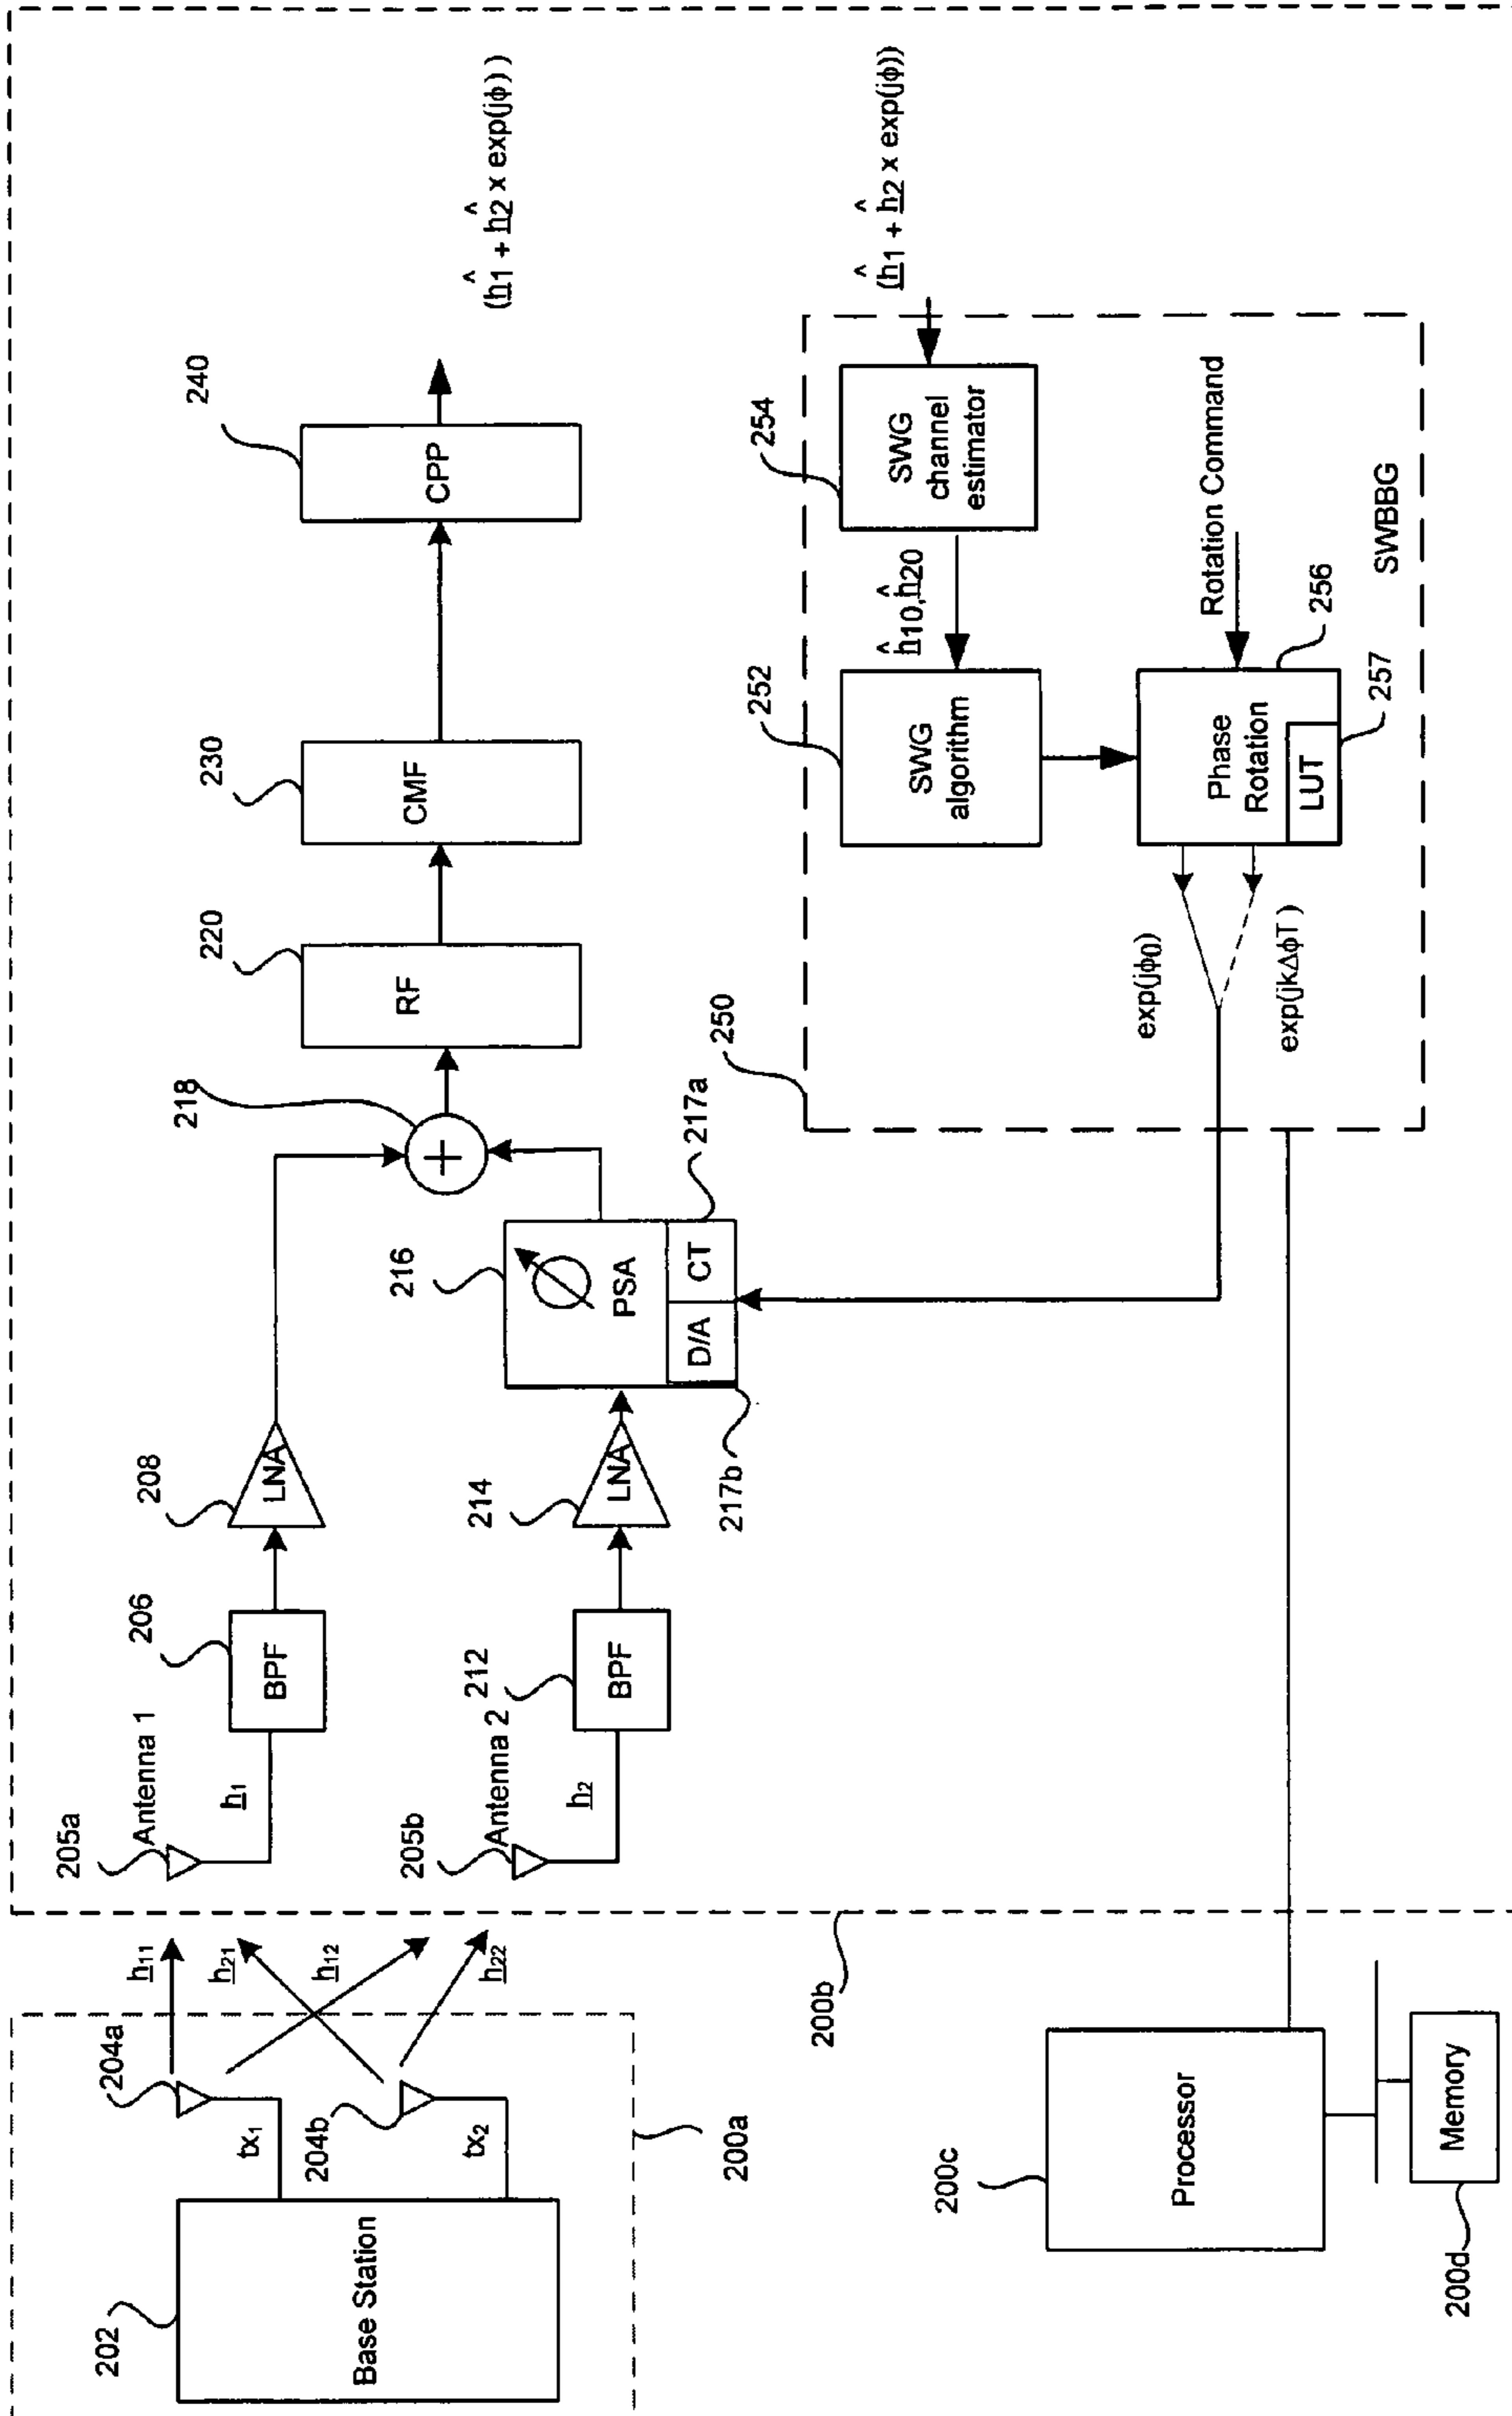 202
Base Station
tx₁
tx₂
204a
204b
h₁₁
h₂₁
h₁₂
h₂₂
200a
200b
205a
Antenna 1
h₁
206
BPF
208
LNA
205b
Antenna 2
h₂
212
BPF
214
LNA
216
PSA
D/A
CT
217a
217b
218
+
220
RF
230
CMF
240
CPP
(ĥ₁ + ĥ₂ x exp(jϕ))
250
252
SWG
algorithm
ĥ10,ĥ20
254
SWG
channel
estimator
(ĥ₁ + ĥ₂ x exp(jϕ))
exp(jϕ₀)
exp(jkΔϕT)
Phase
Rotation
LUT
Rotation Command
256
257
SWBBG
200c
Processor
200d
Memory